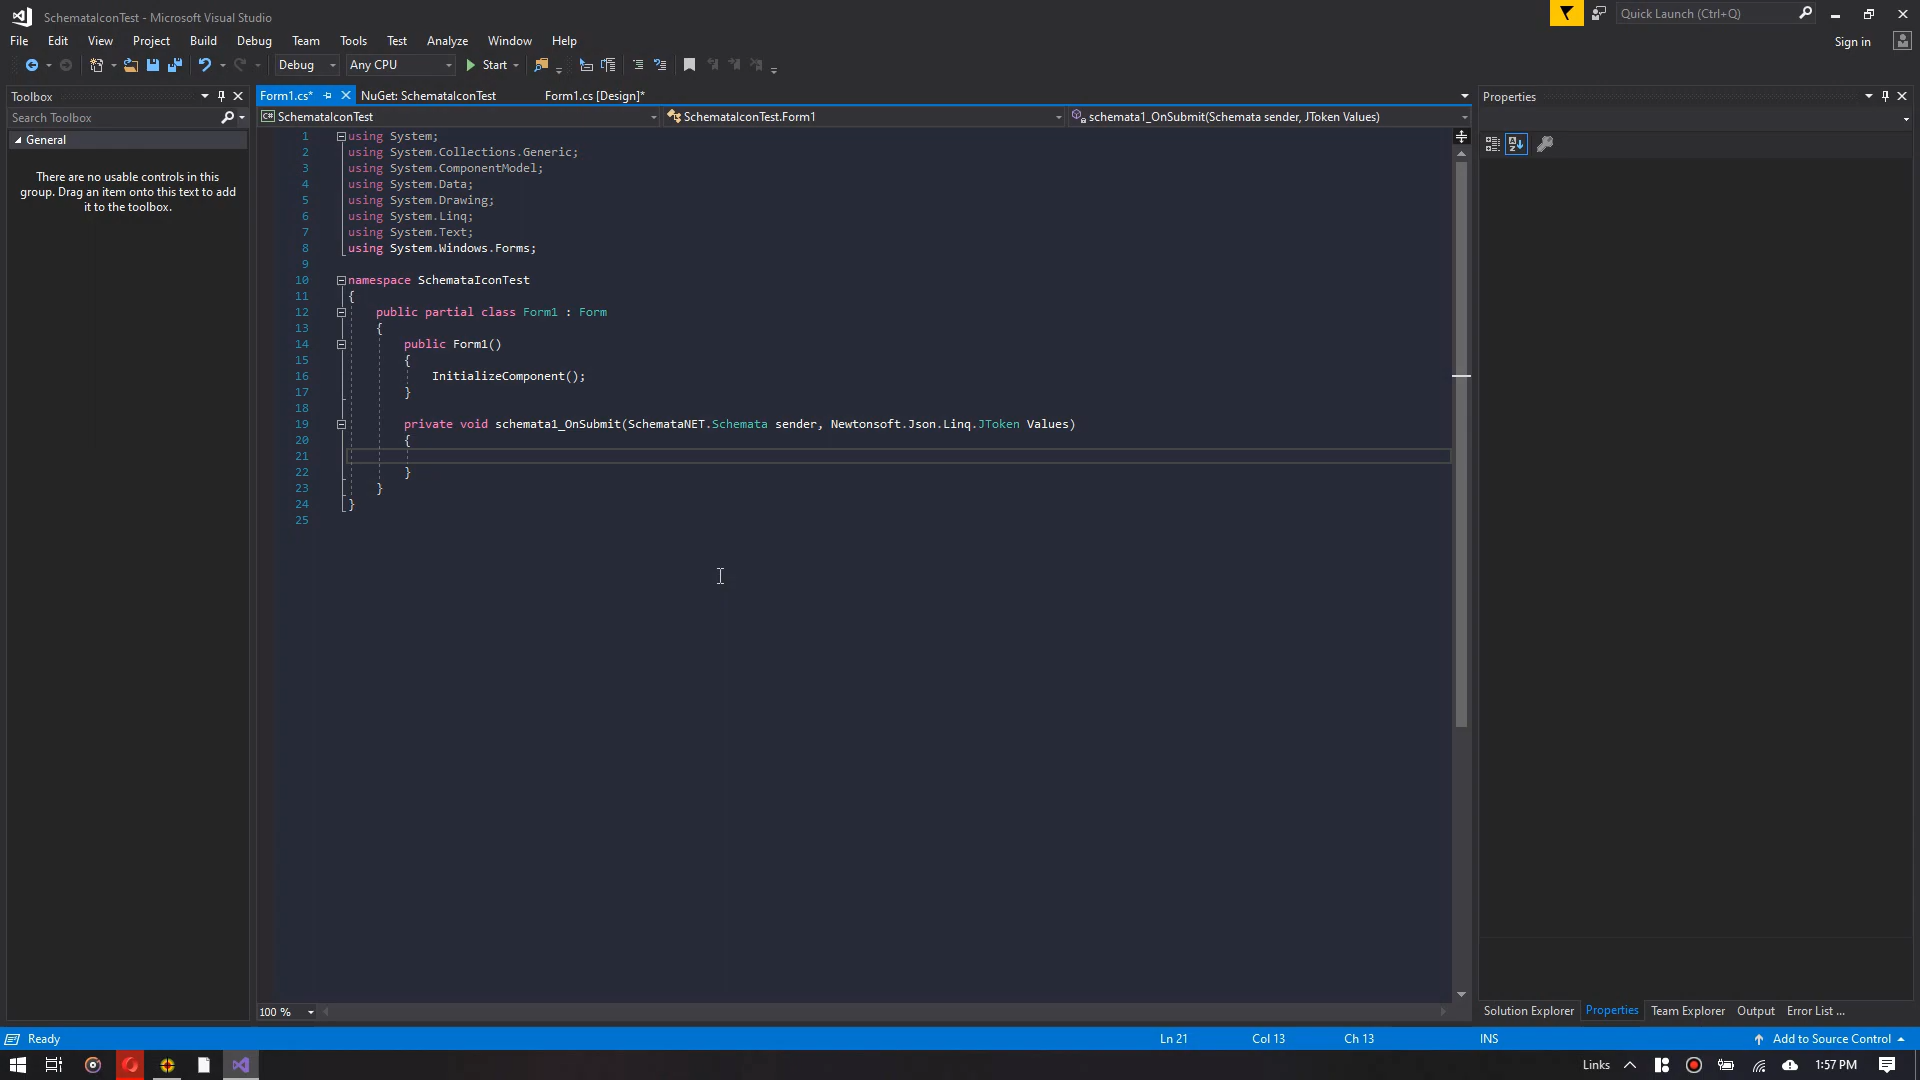 SchemataIconTest - Microsoft Visual Studio
Quick Launch (Ctrl+Q)
File Edit View Project Build Debug Team Tools Test Analyze Window Help
Sign in
Debug Any CPU Start
Toolbox
Search Toolbox
General
There are no usable controls in this
group. Drag an item onto this text to add
it to the toolbox.
Form1.cs* NuGet: SchemataIconTest Form1.cs [Design]*
C# SchemataIconTest SchemataIconTest.Form1 schemata1_OnSubmit(Schemata sender, JToken Values)
1 using System;
2 using System.Collections.Generic;
3 using System.ComponentModel;
4 using System.Data;
5 using System.Drawing;
6 using System.Linq;
7 using System.Text;
8 using System.Windows.Forms;
9
10 namespace SchemataIconTest
11 {
12 public partial class Form1 : Form
13 {
14 public Form1()
15 {
16 InitializeComponent();
17 }
18
19 private void schemata1_OnSubmit(SchemataNET.Schemata sender, Newtonsoft.Json.Linq.JToken Values)
20 {
21
22 }
23 }
24 }
25
100 %
Properties
Solution Explorer Properties Team Explorer Output Error List ...
Ready Ln 21 Col 13 Ch 13 INS Add to Source Control
Links 1:57 PM